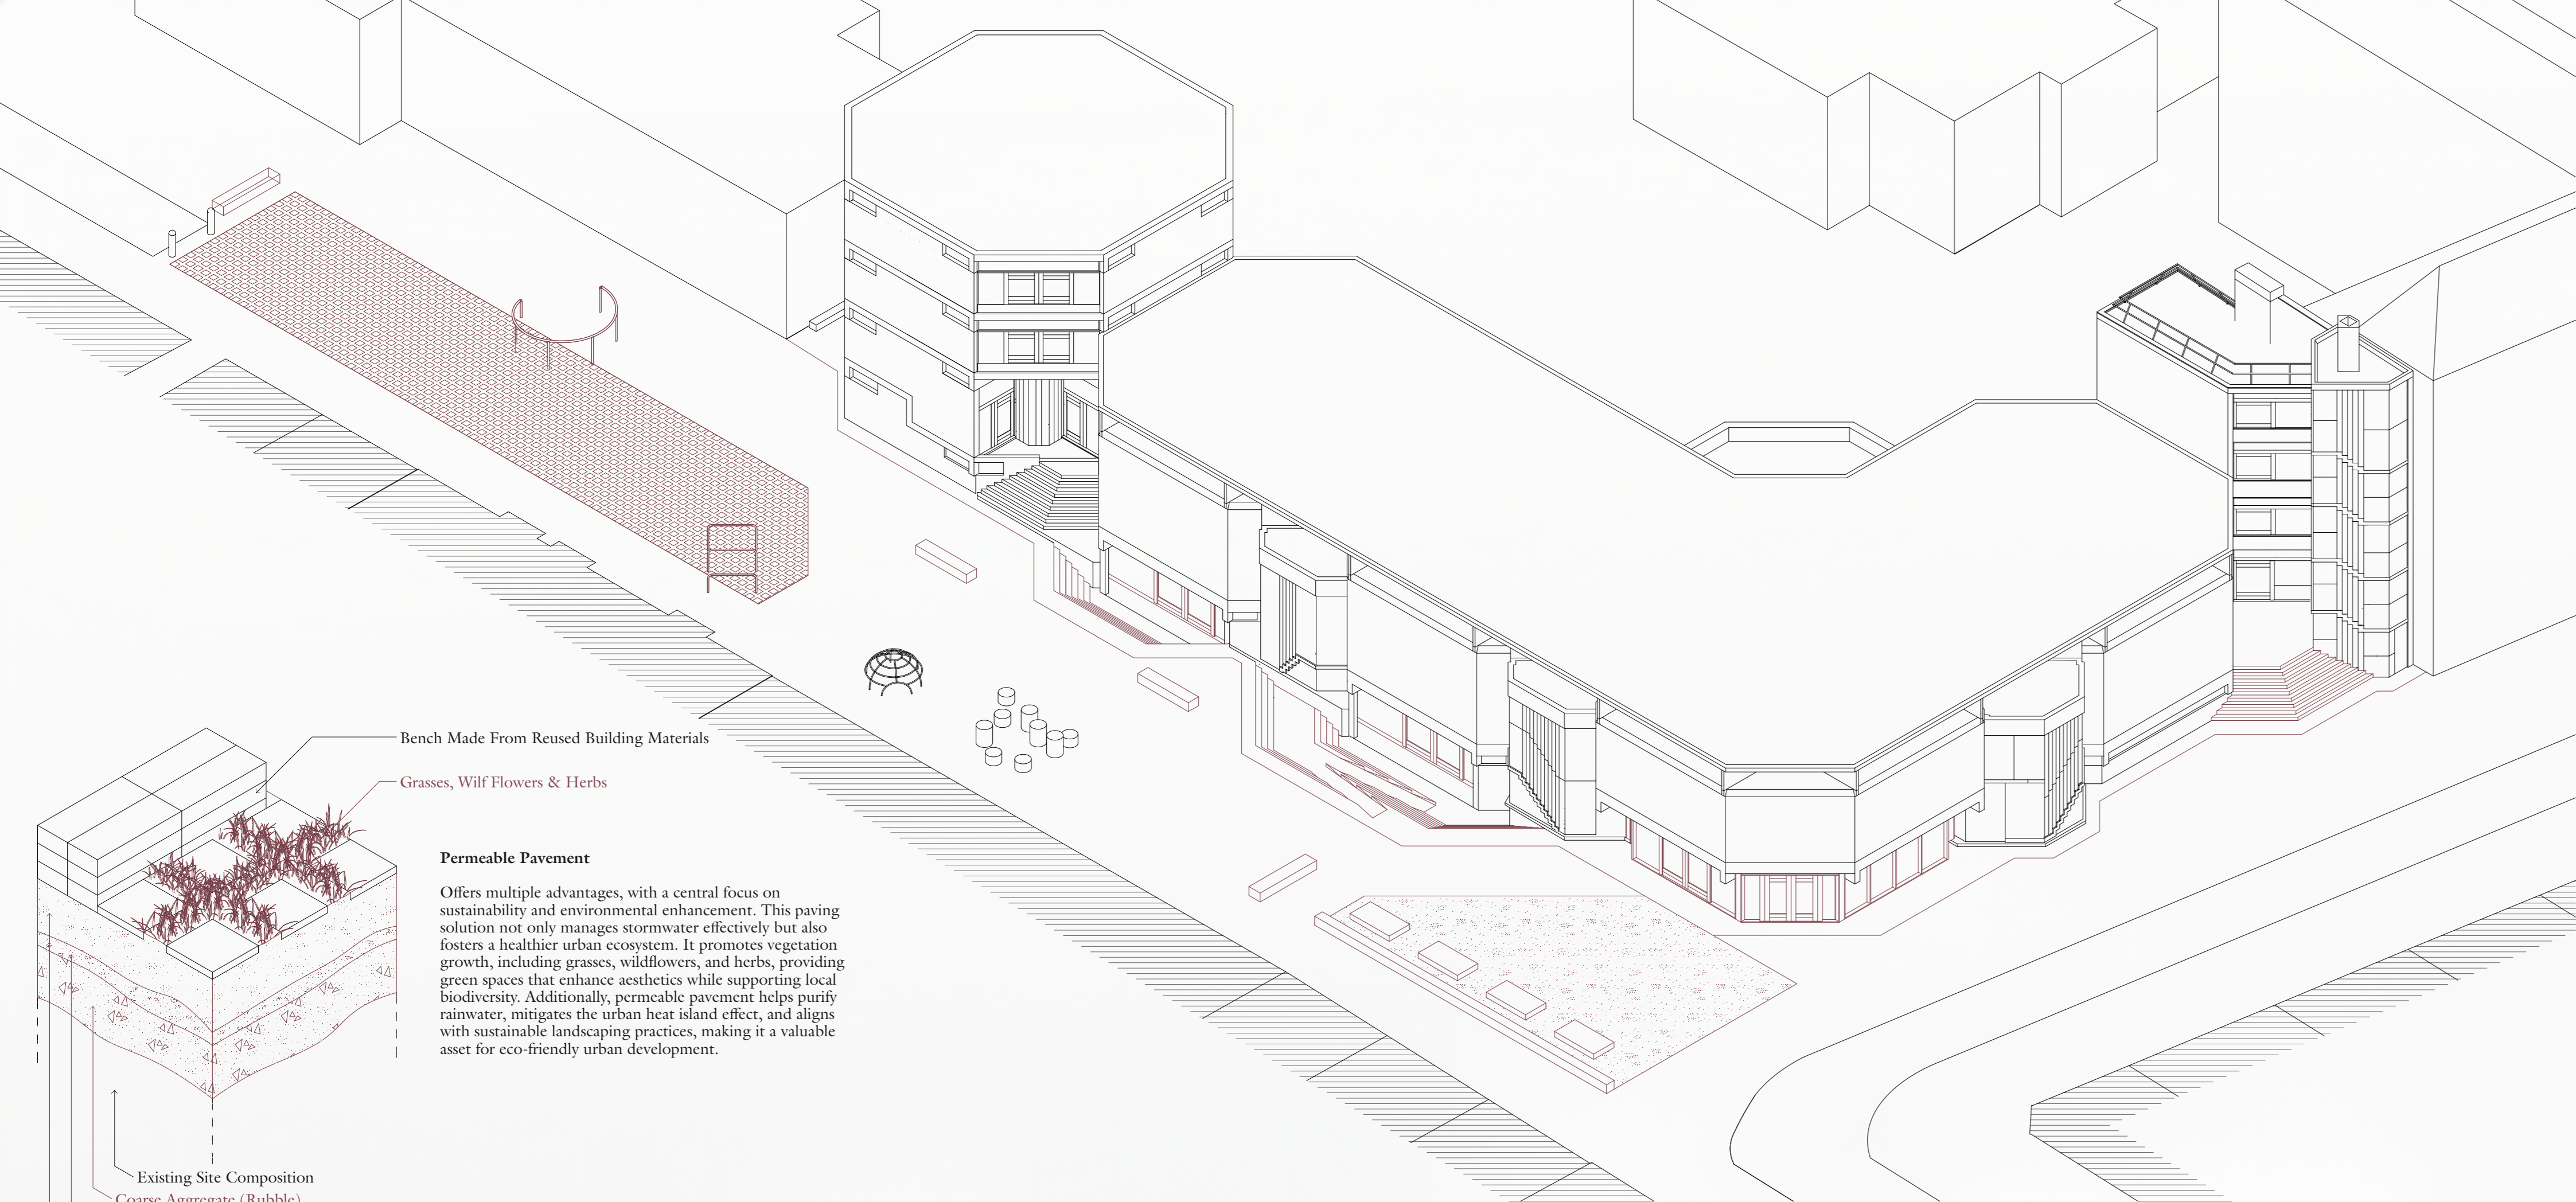 Bench Made From Reused Building Materials
Grasses, Wilf Flowers & Herbs
Permeable Pavement
Offers multiple advantages, with a central focus on
sustainability and environmental enhancement. This paving
solution not only manages stormwater effectively but also
fosters a healthier urban ecosystem. It promotes vegetation
growth, including grasses, wildflowers, and herbs, providing
green spaces that enhance aesthetics while supporting local
biodiversity. Additionally, permeable pavement helps purify
rainwater, mitigates the urban heat island effect, and aligns
with sustainable landscaping practices, making it a valuable
asset for eco-friendly urban development.
Existing Site Composition
Coarse Aggregate (Rubble)